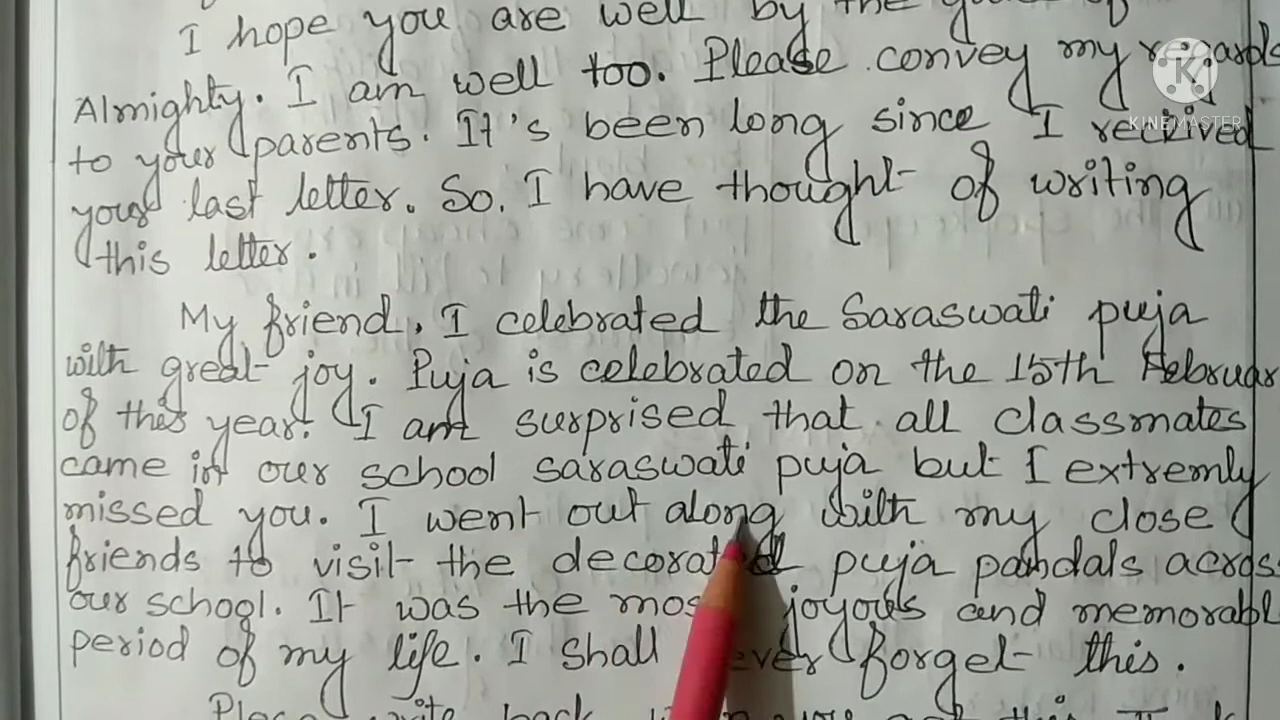 I hope you are well by the
Almighty. I am well too. Please convey my regards
KINEMASTER
to your parents. It's been long since I received
your last letter. So, I have thought of writing
this letter.
My friend, I celebrated the Saraswati puja
with great joy. Puja is celebrated on the 15th Februar
of this year. I am surprised that all classmates
came in our school saraswati puja but I extremly
missed you. I went out along with my close
friends to visit the decorated puja pandals across
our school. It was the most joyous and memorabl
period of my life. I shall never forget this.
back